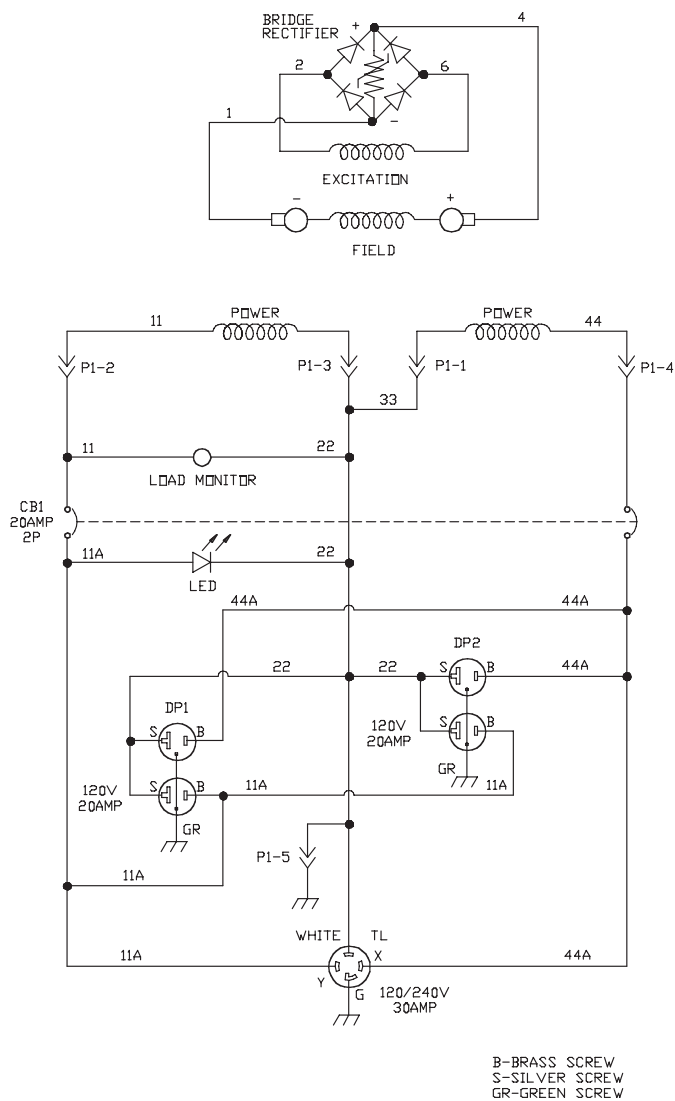 BRIDGE
RECTIFIER
+
4
2
6
1
-
EXCITATION
-
+
FIELD
POWER
POWER
11
44
P1-2
P1-3
P1-1
P1-4
33
11
22
LOAD MONITOR
CB1
20AMP
2P
11A
22
LED
44A
44A
DP2
22
22
S
B
44A
DP1
S
B
120V
20AMP
S
B
GR
120V
20AMP
S
B
11A
11A
GR
P1-5
11A
WHITE
TL
11A
X
44A
Y
G
120/240V
30AMP
B-BRASS SCREW
S-SILVER SCREW
GR-GREEN SCREW